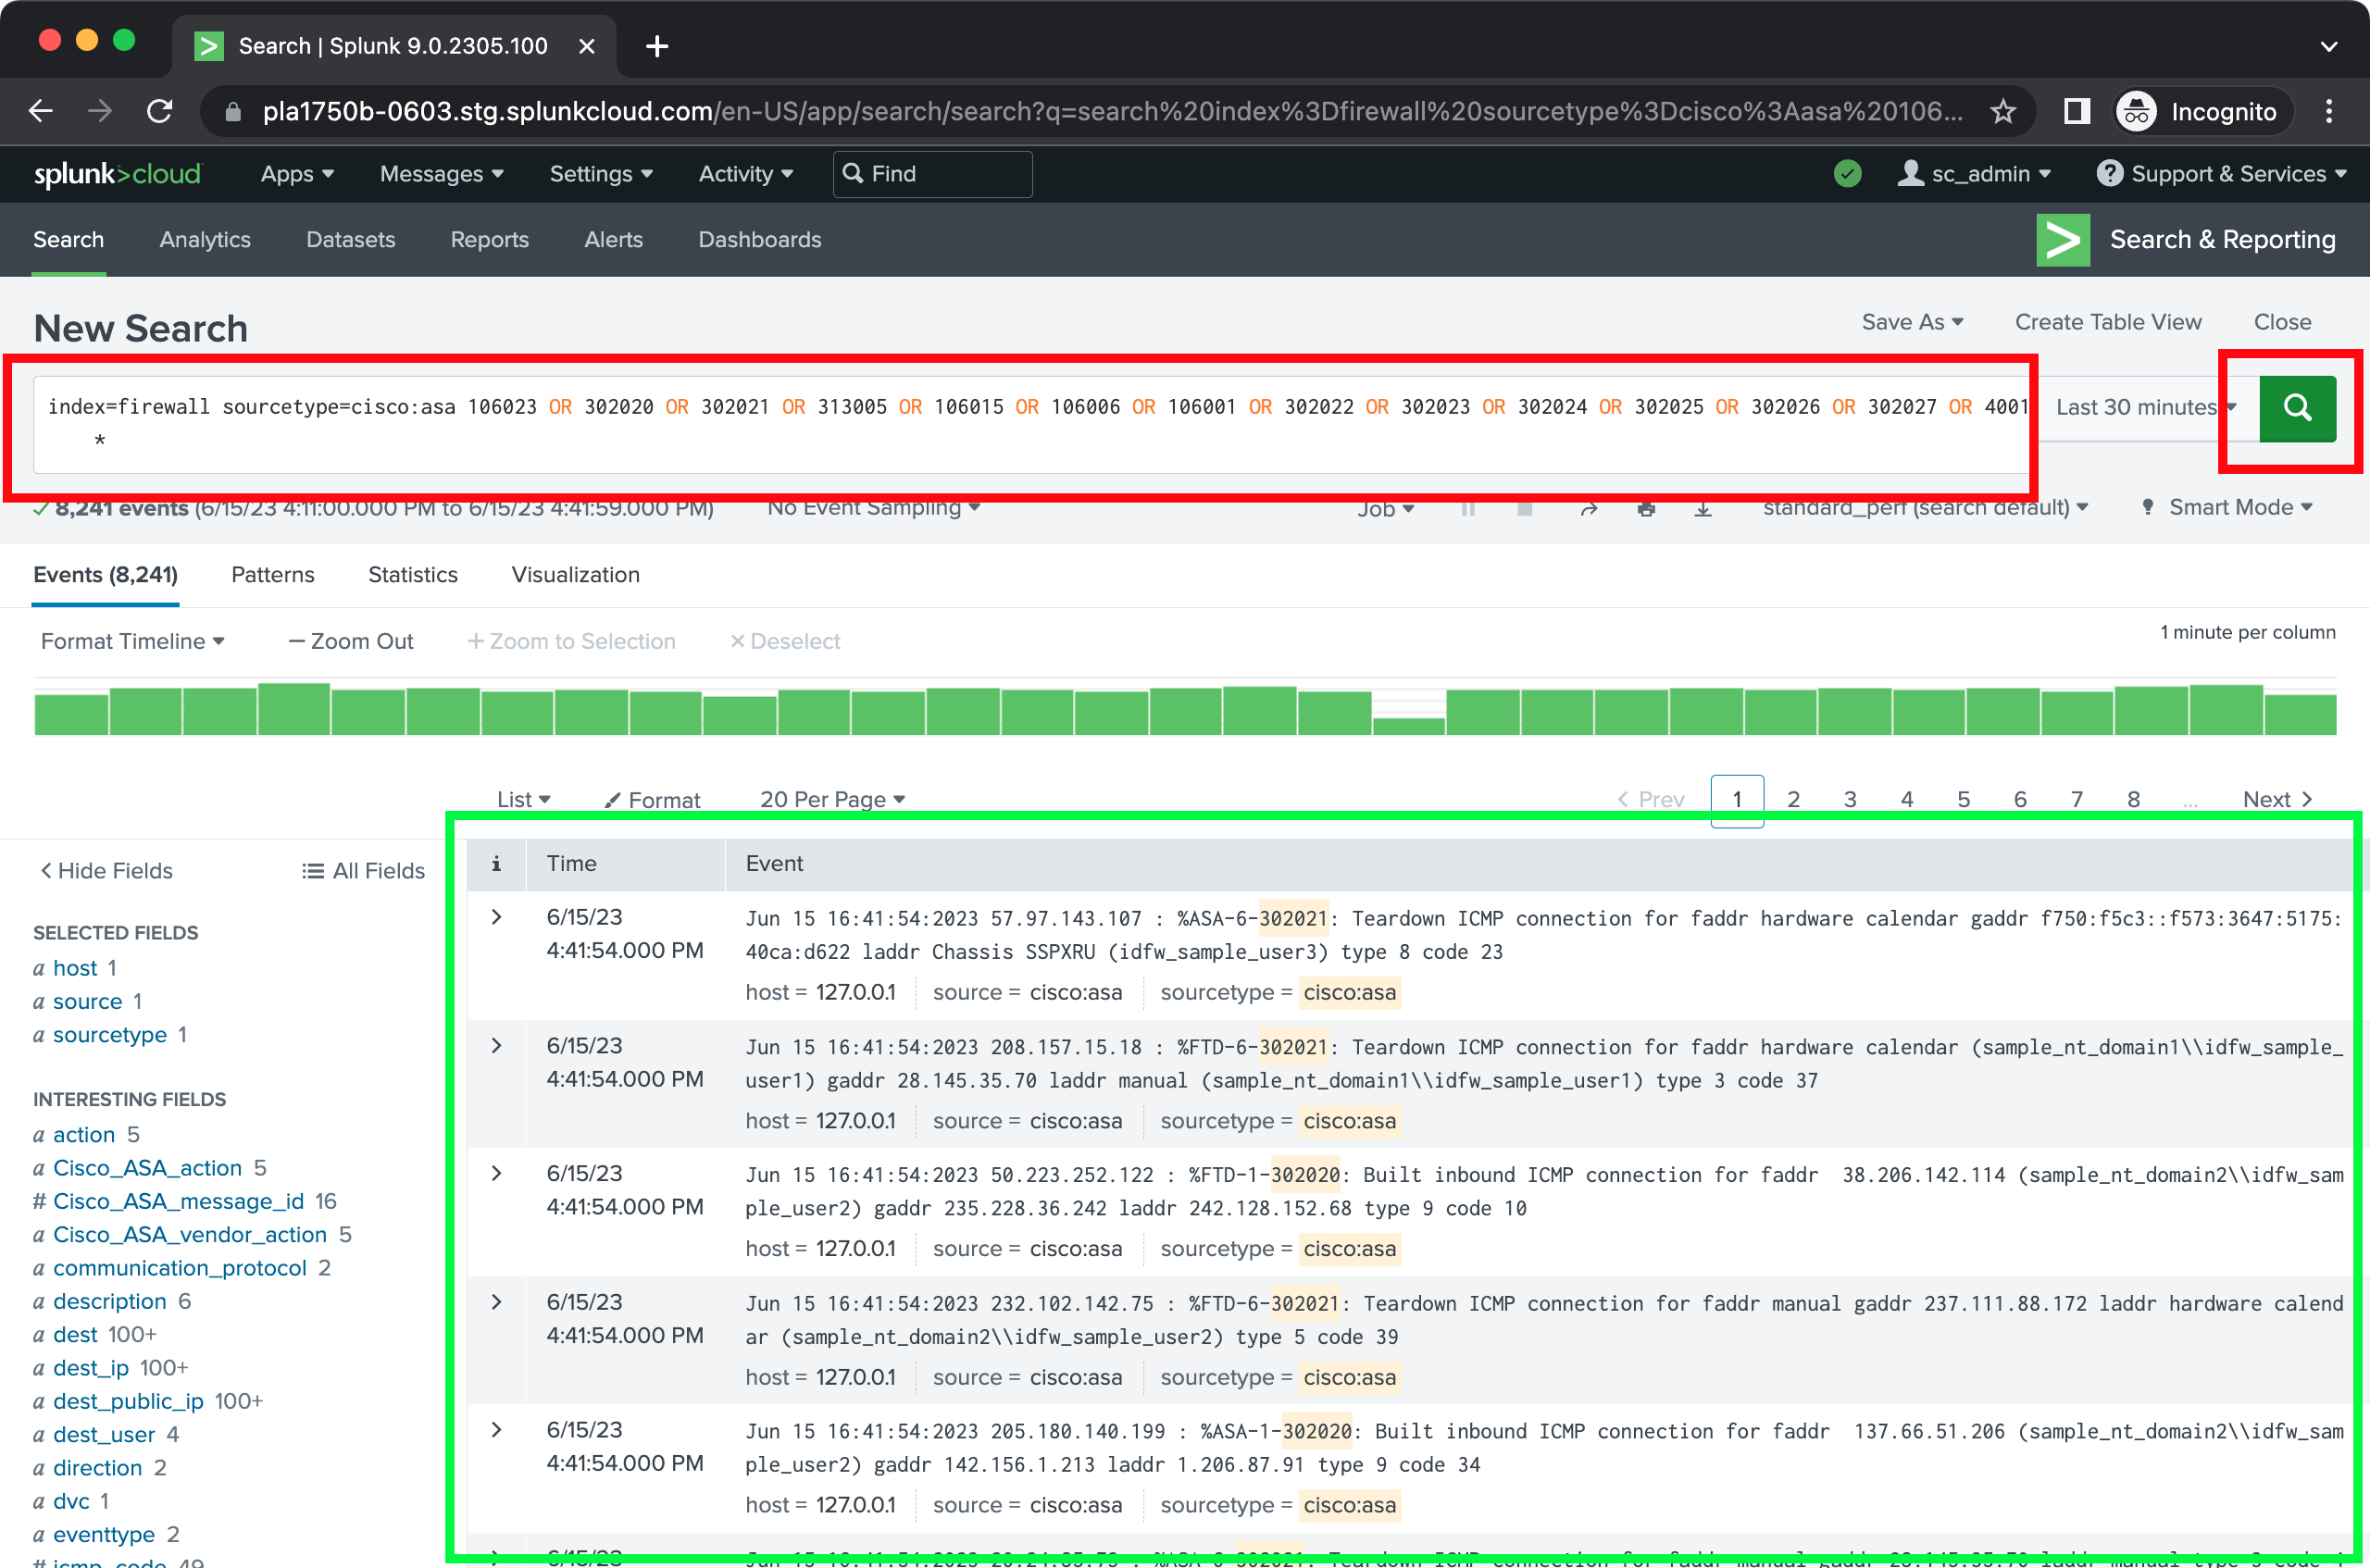 Search | Splunk 9.0.2305.100
pla1750b-0603.stg.splunkcloud.com/en-US/app/search/search?q=search%20index%3Dfirewall%20sourcetype%3Dcisco%3Aasa%20106...
Incognito
splunk>cloud Apps Messages Settings Activity Find sc_admin Support & Services
Search Analytics Datasets Reports Alerts Dashboards Search & Reporting
New Search
Save As Create Table View Close
index=firewall sourcetype=cisco:asa 106023 OR 302020 OR 302021 OR 313005 OR 106015 OR 106006 OR 106001 OR 302022 OR 302023 OR 302024 OR 302025 OR 302026 OR 302027 OR 4001
*
Last 30 minutes
8,241 events (6/15/23 4:11:00.000 PM to 6/15/23 4:41:59.000 PM) No Event Sampling Job standard_perf (search default) Smart Mode
Events (8,241) Patterns Statistics Visualization
Format Timeline — Zoom Out + Zoom to Selection × Deselect
1 minute per column
List Format 20 Per Page
< Prev 1 2 3 4 5 6 7 8 ... Next >
< Hide Fields All Fields
SELECTED FIELDS
a host 1
a source 1
a sourcetype 1
INTERESTING FIELDS
a action 5
a Cisco_ASA_action 5
# Cisco_ASA_message_id 16
a Cisco_ASA_vendor_action 5
a communication_protocol 2
a description 6
a dest 100+
a dest_ip 100+
a dest_public_ip 100+
a dest_user 4
a direction 2
a dvc 1
a eventtype 2
# icmp_code 49
i Time Event
6/15/23
4:41:54.000 PM
Jun 15 16:41:54:2023 57.97.143.107 : %ASA-6-302021: Teardown ICMP connection for faddr hardware calendar gaddr f750:f5c3::f573:3647:5175:
40ca:d622 laddr Chassis SSPXRU (idfw_sample_user3) type 8 code 23
host = 127.0.0.1 source = cisco:asa sourcetype = cisco:asa
6/15/23
4:41:54.000 PM
Jun 15 16:41:54:2023 208.157.15.18 : %FTD-6-302021: Teardown ICMP connection for faddr hardware calendar (sample_nt_domain1\\idfw_sample_
user1) gaddr 28.145.35.70 laddr manual (sample_nt_domain1\\idfw_sample_user1) type 3 code 37
host = 127.0.0.1 source = cisco:asa sourcetype = cisco:asa
6/15/23
4:41:54.000 PM
Jun 15 16:41:54:2023 50.223.252.122 : %FTD-1-302020: Built inbound ICMP connection for faddr  38.206.142.114 (sample_nt_domain2\\idfw_sam
ple_user2) gaddr 235.228.36.242 laddr 242.128.152.68 type 9 code 10
host = 127.0.0.1 source = cisco:asa sourcetype = cisco:asa
6/15/23
4:41:54.000 PM
Jun 15 16:41:54:2023 232.102.142.75 : %FTD-6-302021: Teardown ICMP connection for faddr manual gaddr 237.111.88.172 laddr hardware calend
ar (sample_nt_domain2\\idfw_sample_user2) type 5 code 39
host = 127.0.0.1 source = cisco:asa sourcetype = cisco:asa
6/15/23
4:41:54.000 PM
Jun 15 16:41:54:2023 205.180.140.199 : %ASA-1-302020: Built inbound ICMP connection for faddr  137.66.51.206 (sample_nt_domain2\\idfw_sam
ple_user2) gaddr 142.156.1.213 laddr 1.206.87.91 type 9 code 34
host = 127.0.0.1 source = cisco:asa sourcetype = cisco:asa